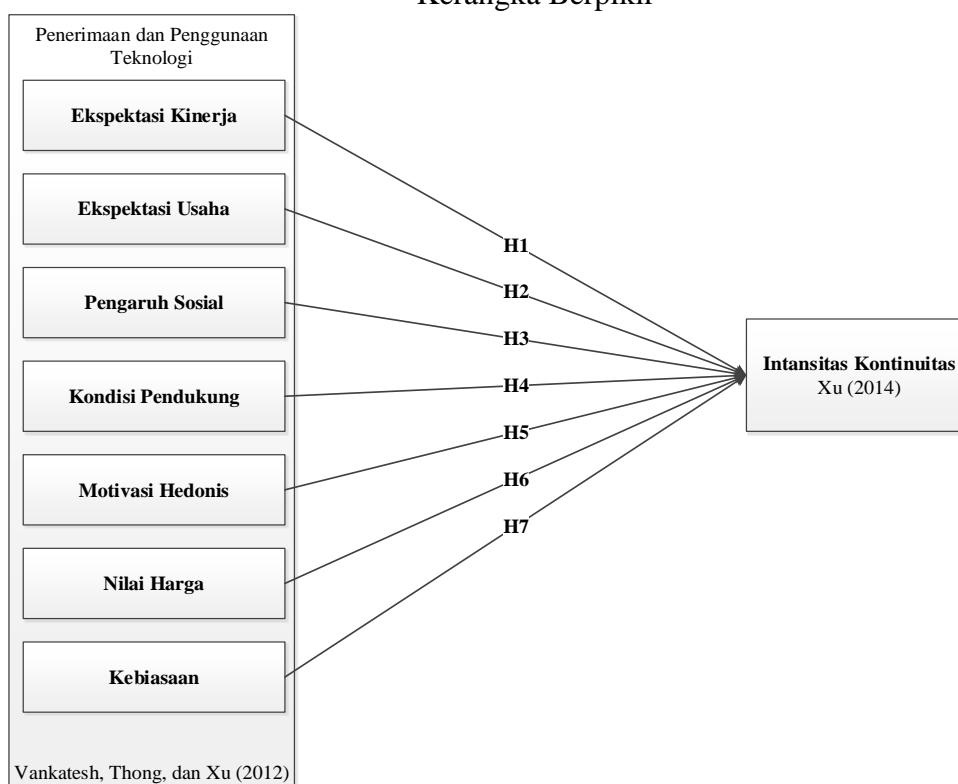 Kerangka Berpikir
Penerimaan dan Penggunaan
Teknologi
Ekspektasi Kinerja
Ekspektasi Usaha
Pengaruh Sosial
Kondisi Pendukung
Motivasi Hedonis
Nilai Harga
Kebiasaan
Vankatesh, Thong, dan Xu (2012)
H1
H2
H3
H4
H5
H6
H7
Intansitas Kontinuitas
Xu (2014)